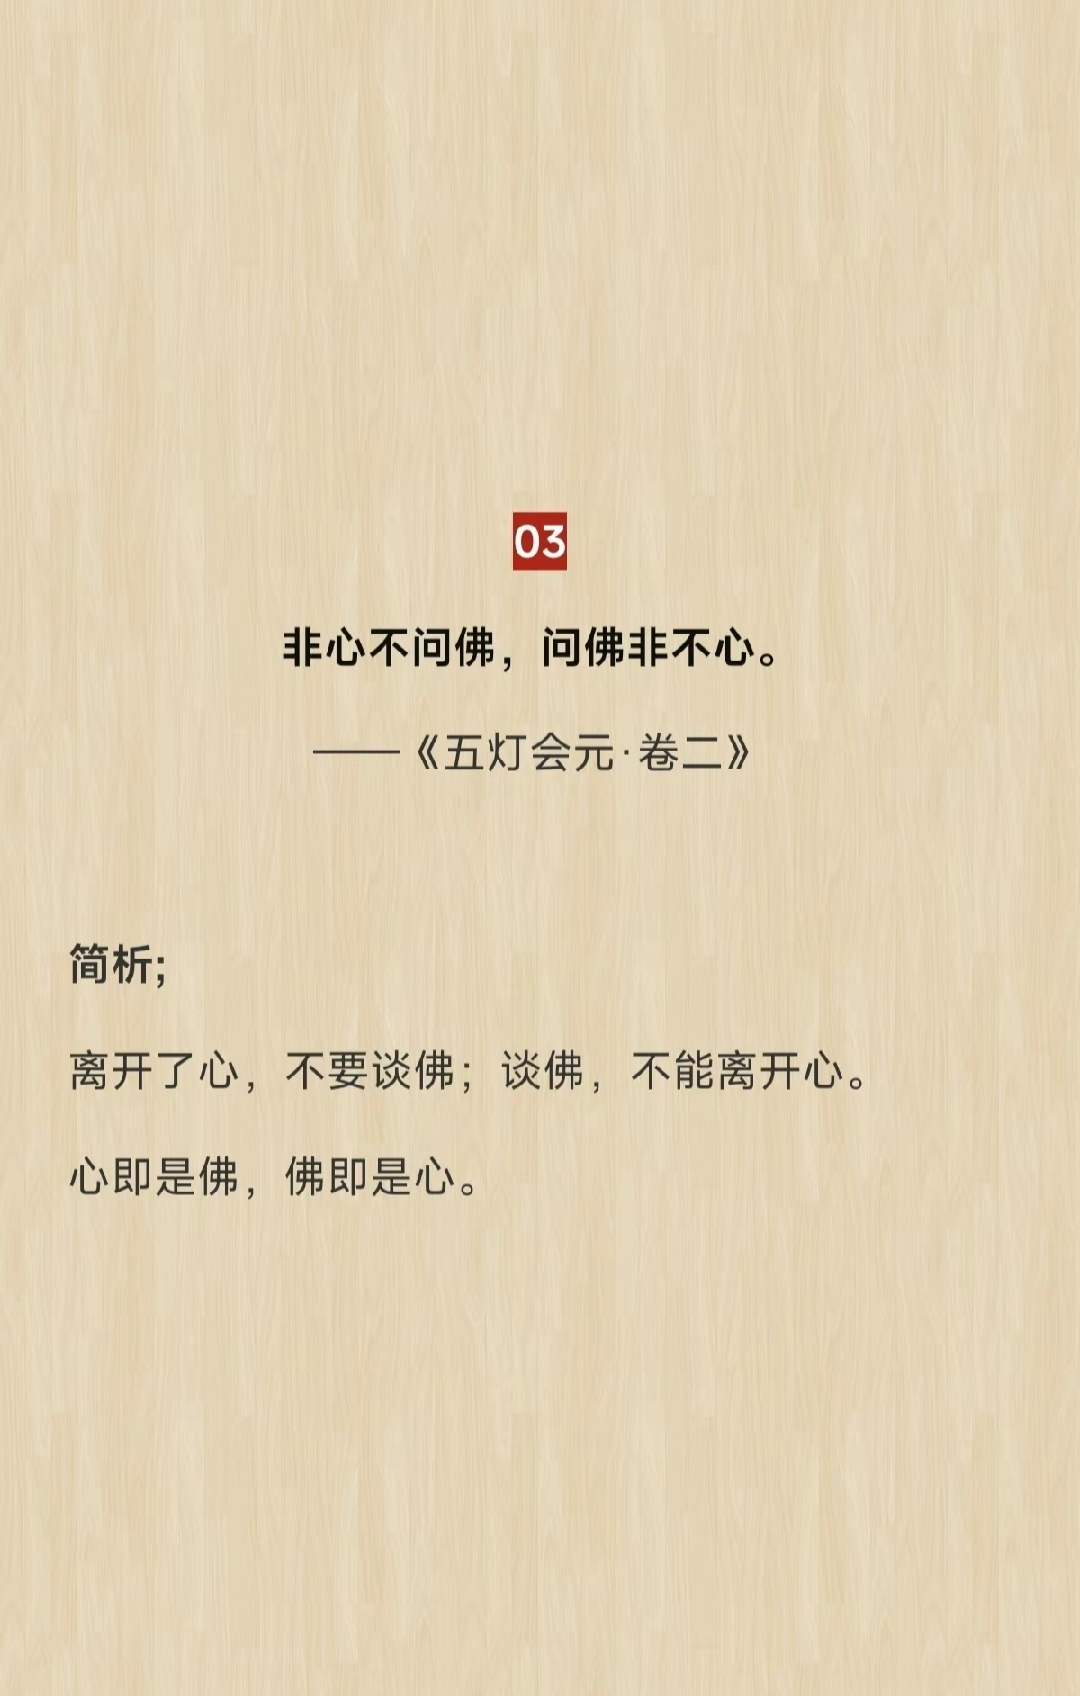 03
非心不问佛，问佛非不心。
——《五灯会元·卷二》
简析;
离开了心，不要谈佛；谈佛，不能离开心。
心即是佛，佛即是心。